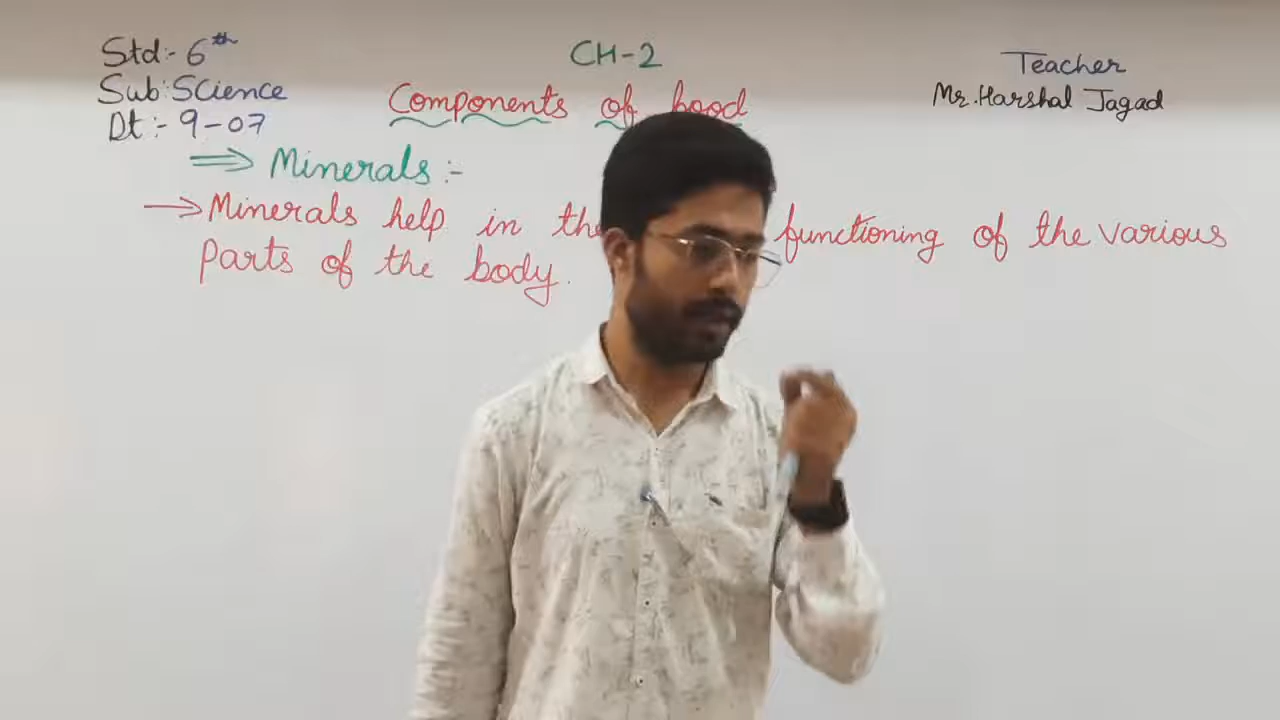 Std:- 6th
Sub: Science
Dt:- 9-07
CH-2
Components of food
Teacher
Mr. Harshal Jagad
⇒ Minerals:-
→ Minerals help in the functioning of the various
Parts of the body.